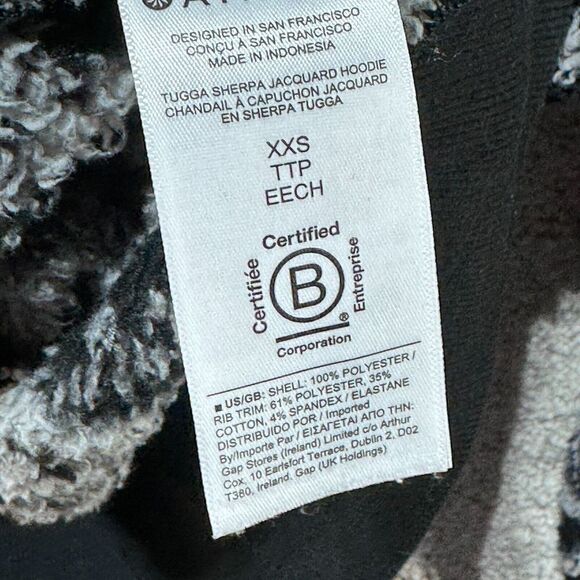 DESIGNED IN SAN FRANCISCO
CONÇU À SAN FRANCISCO
MADE IN INDONESIA
TUGGA SHERPA JACQUARD HOODIE
CHANDAIL À CAPUCHON JACQUARD
EN SHERPA TUGGA
XXS
TTP
EECH
Certifiée
Certified
Entreprise
B
®
Corporation
■ US/GB: SHELL: 100% POLYESTER /
RIB TRIM: 61% POLYESTER, 35%
COTTON, 4% SPANDEX / ELASTANE
DISTRIBUIDO POR / Imported
By/Importe Par / ΕΙΣΑΓΕΤΑΙ ΑΠΟ ΤΗΝ:
Gap Stores (Ireland) Limited c/o Arthur
Cox. 10 Earlsfort Terrace, Dublin 2, D02
T380, Ireland. Gap (UK Holdings)